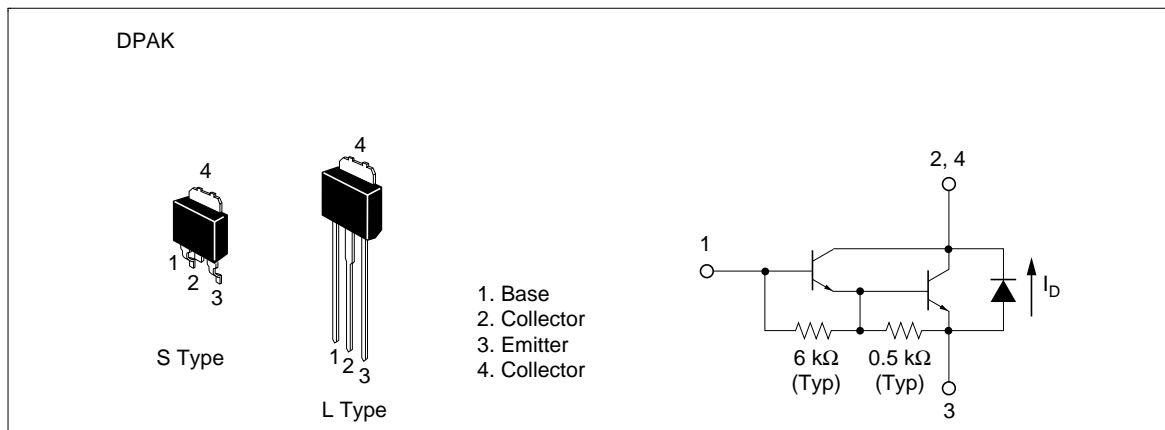 DPAK
4
1
2
3
S Type
4
1
2
3
L Type
1. Base
2. Collector
3. Emitter
4. Collector
2, 4
1
I_D
6 kΩ
(Typ)
0.5 kΩ
(Typ)
3